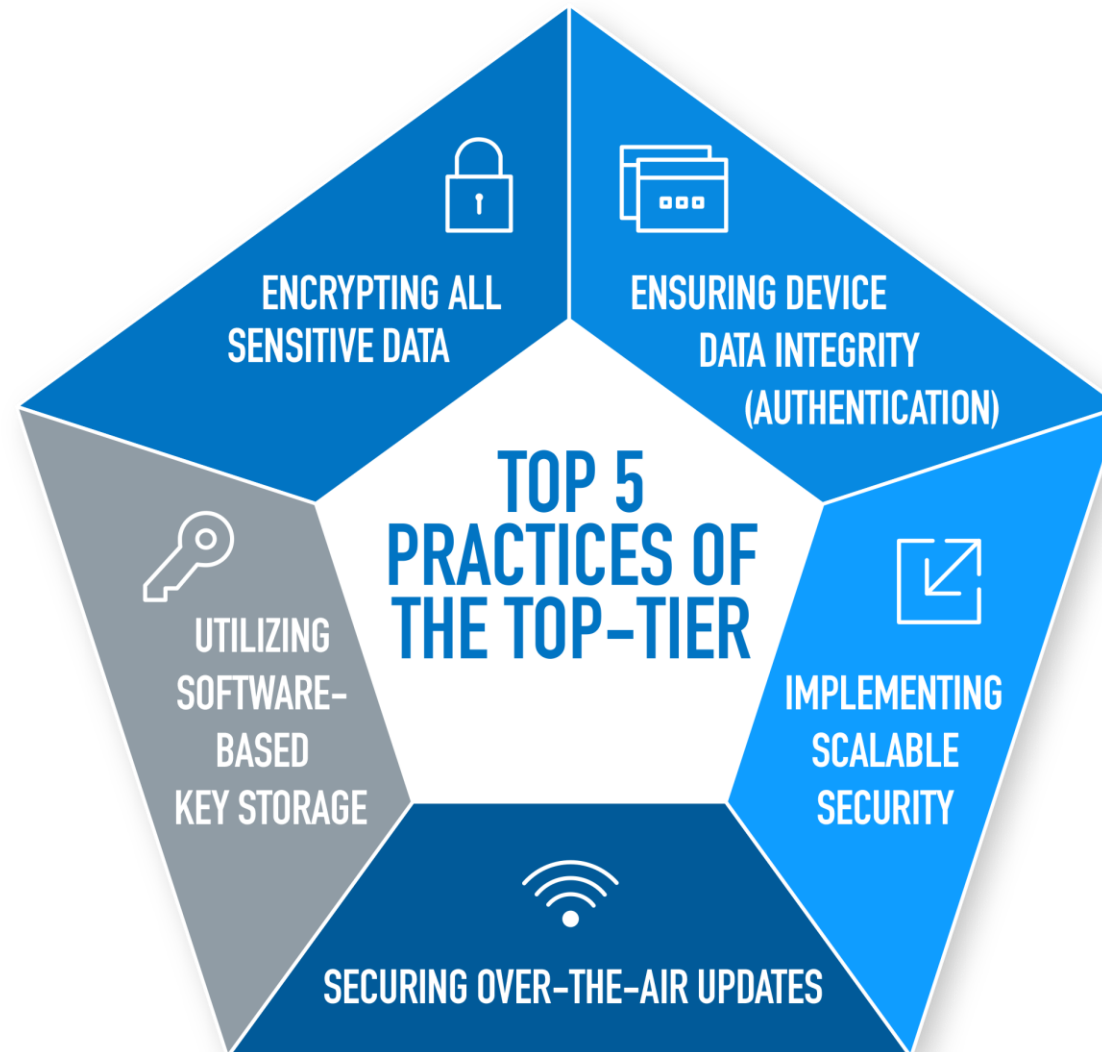 ENCRYPTING ALL
SENSITIVE DATA
ENSURING DEVICE
DATA INTEGRITY
(AUTHENTICATION)
TOP 5
PRACTICES OF
THE TOP-TIER
UTILIZING
SOFTWARE-
BASED
KEY STORAGE
IMPLEMENTING
SCALABLE
SECURITY
SECURING OVER-THE-AIR UPDATES